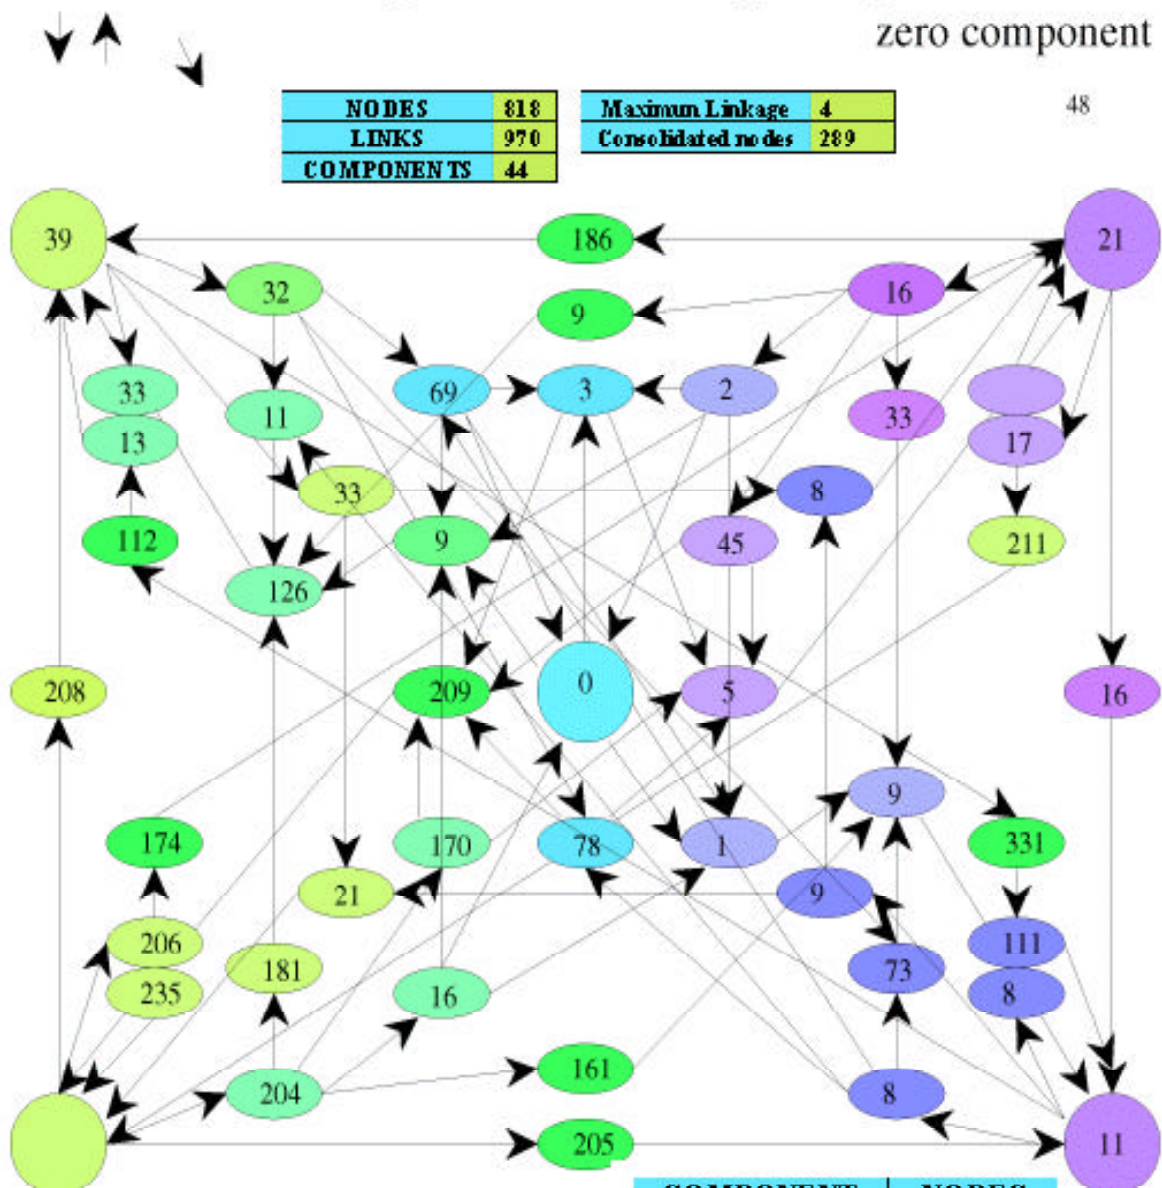 zero component
48
NODES 818 Maximun Linkage 4
LINKS 970 Consolidated nodes 289
COMPONENTS 44
39 186 21
32 16
9
33 69 3 2
11 33
13 17
33 8
112 9 45 211
126
208 209 0 5 16
9
174 170 78 1 331
21 9
206 111
181 73
235 16 8
161
204 8
205 11
COMPONENT NODES